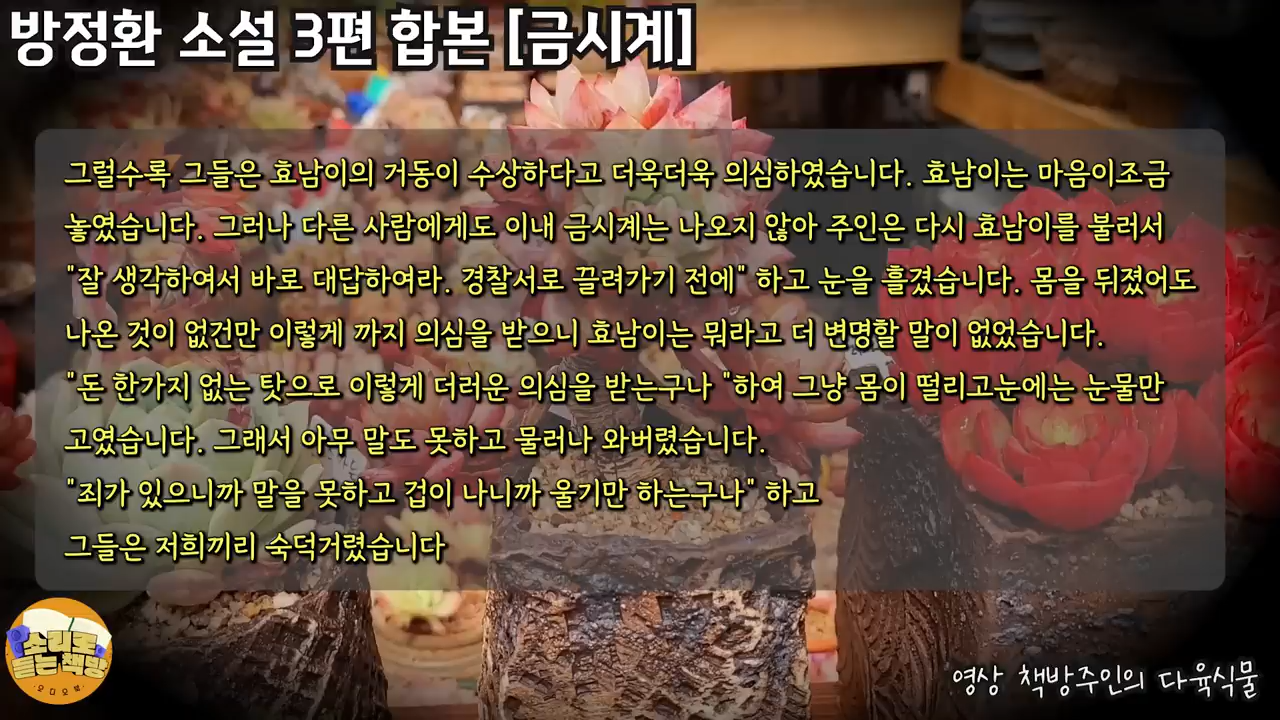 방정환 소설 3편 합본 [금시계]
그럴수록 그들은 효남이의 거동이 수상하다고 더욱더욱 의심하였습니다. 효남이는 마음이조금
놓였습니다. 그러나 다른 사람에게도 이내 금시계는 나오지 않아 주인은 다시 효남이를 불러서
"잘 생각하여서 바로 대답하여라. 경찰서로 끌려가기 전에" 하고 눈을 흘겼습니다. 몸을 뒤졌어도
나온 것이 없건만 이렇게 까지 의심을 받으니 효남이는 뭐라고 더 변명할 말이 없었습니다.
"돈 한가지 없는 탓으로 이렇게 더러운 의심을 받는구나 "하여 그냥 몸이 떨리고눈에는 눈물만
고였습니다. 그래서 아무 말도 못하고 물러나 와버렸습니다.
"죄가 있으니까 말을 못하고 겁이 나니까 울기만 하는구나" 하고
그들은 저희끼리 숙덕거렸습니다
소리로
듣는 책방
오디오북
영상 책방주인의 다육식물